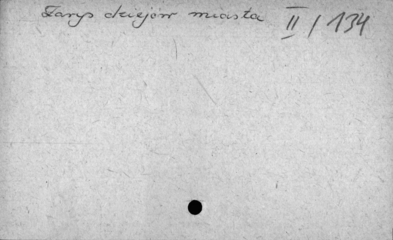 Zarys dziejów miasta II / 134